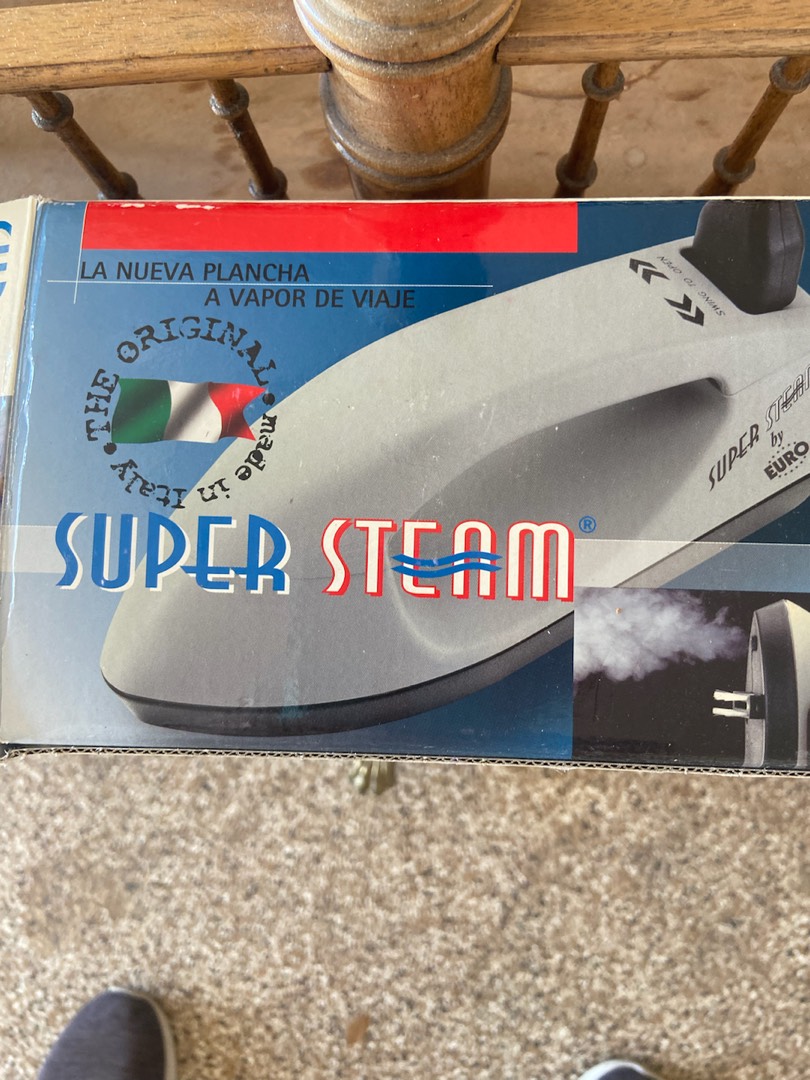 LA NUEVA PLANCHA
A VAPOR DE VIAJE
THE ORIGINAL • made in Italy •
SUPER STEAM®
SWING TO OPEN
SUPER STEAM
by
EURO